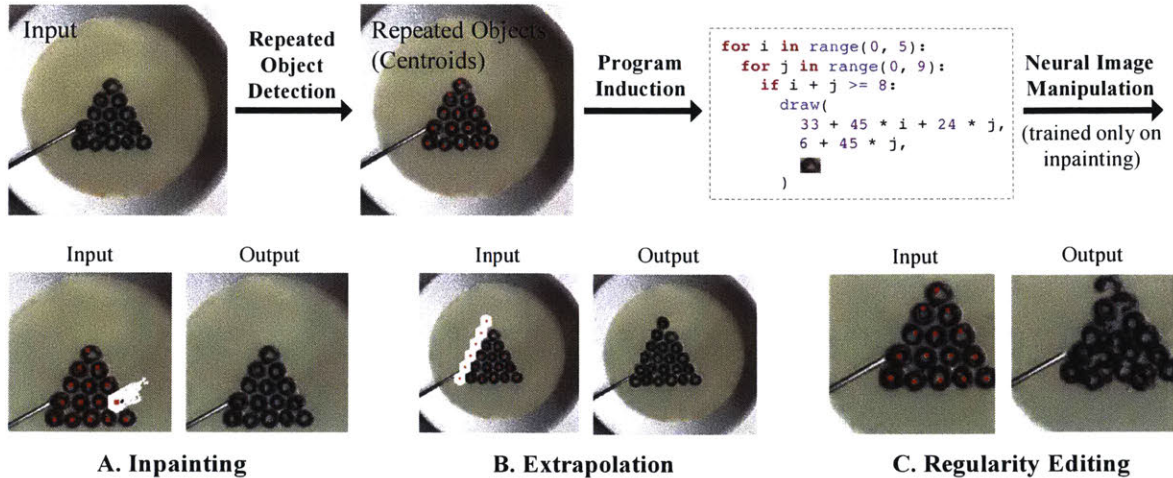 Input
Repeated
Object
Detection
Repeated Objects
(Centroids)
Program
Induction
for i in range(0, 5):
for j in range(0, 9):
if i + j >= 8:
draw(
33 + 45 * i + 24 * j,
6 + 45 * j,
)
Neural Image
Manipulation
(trained only on
inpainting)
Input
Output
Input
Output
Input
Output
A. Inpainting
B. Extrapolation
C. Regularity Editing